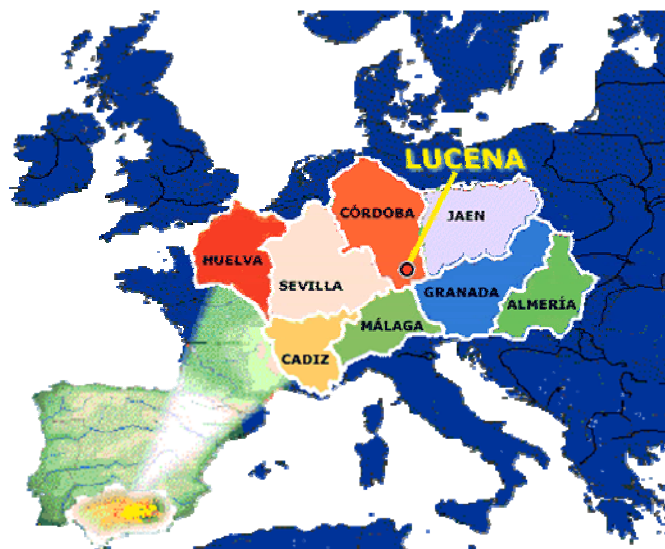 LUCENA
CÓRDOBA
JAEN
HUELVA
SEVILLA
GRANADA
ALMERÍA
MÁLAGA
CADIZ